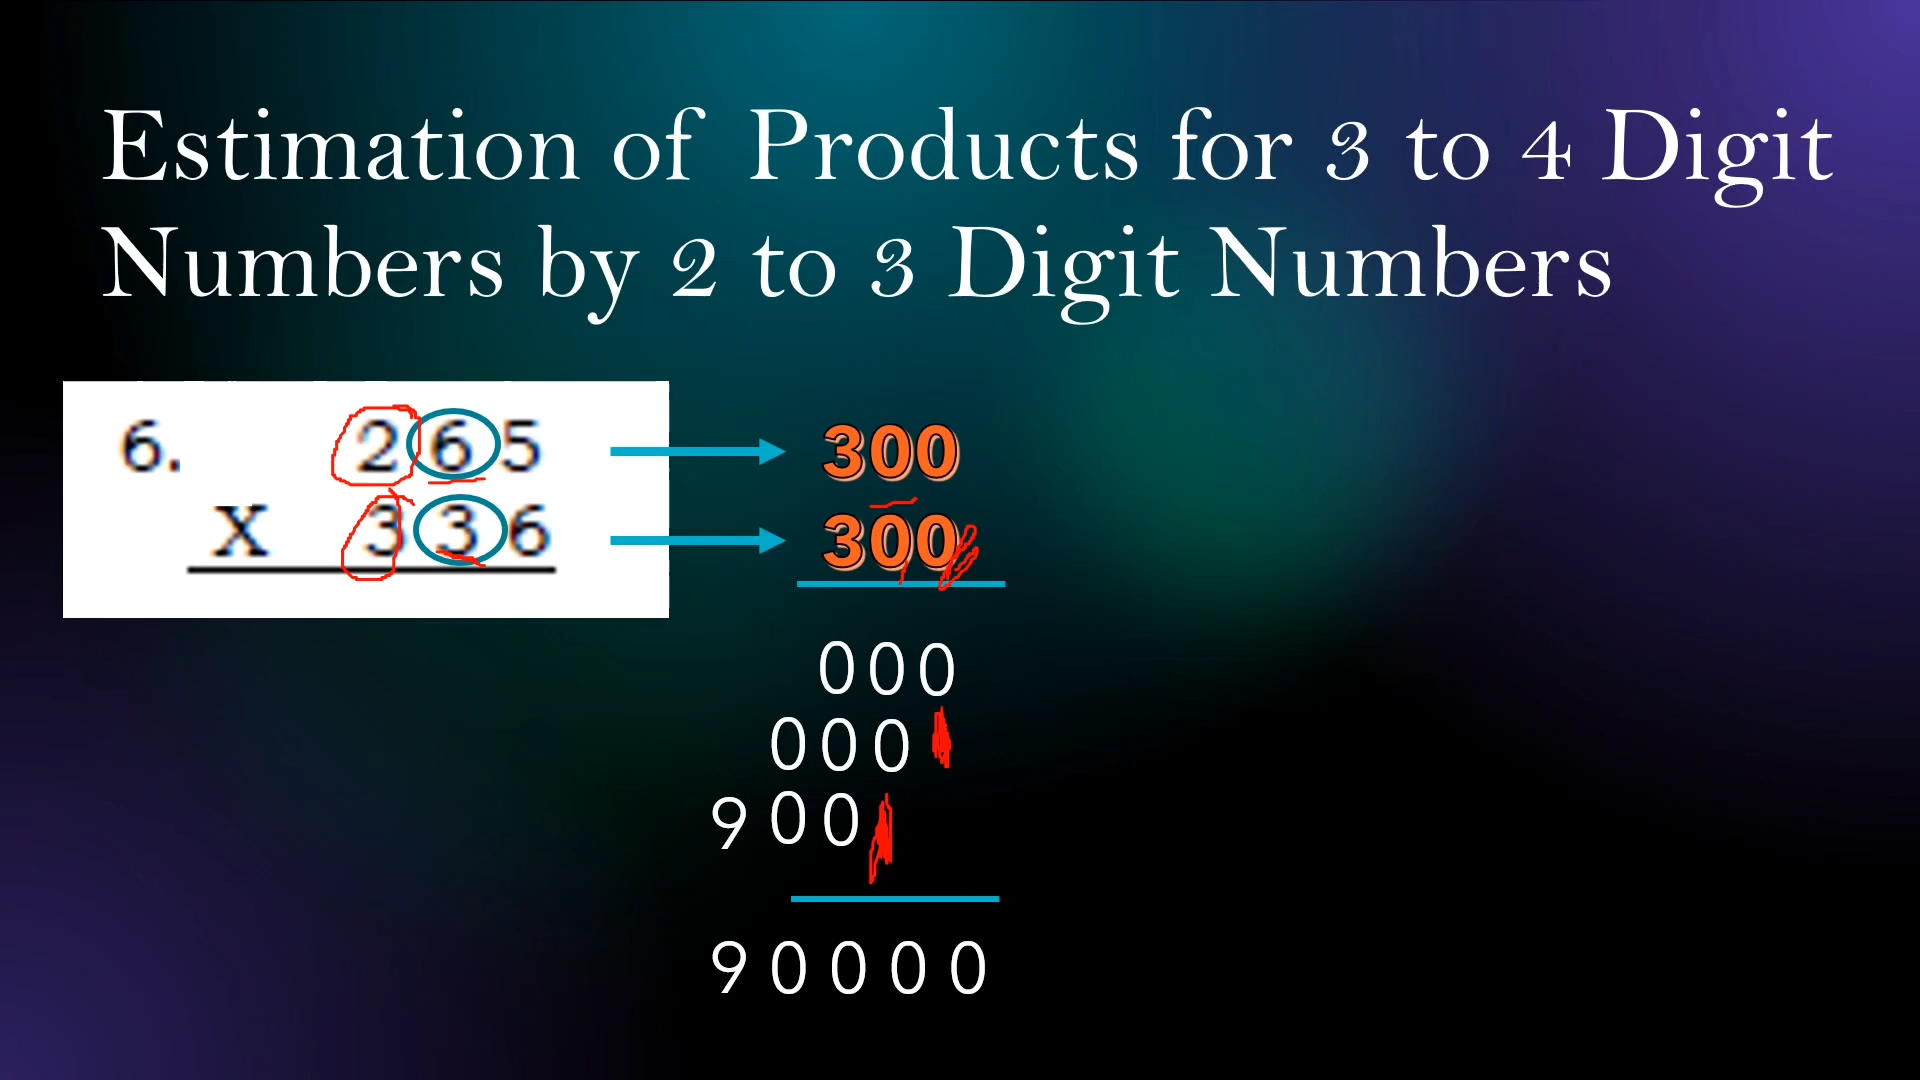 Estimation of Products for 3 to 4 Digit
Numbers by 2 to 3 Digit Numbers
6. 265
X 336
300
300
000
000
900
90000